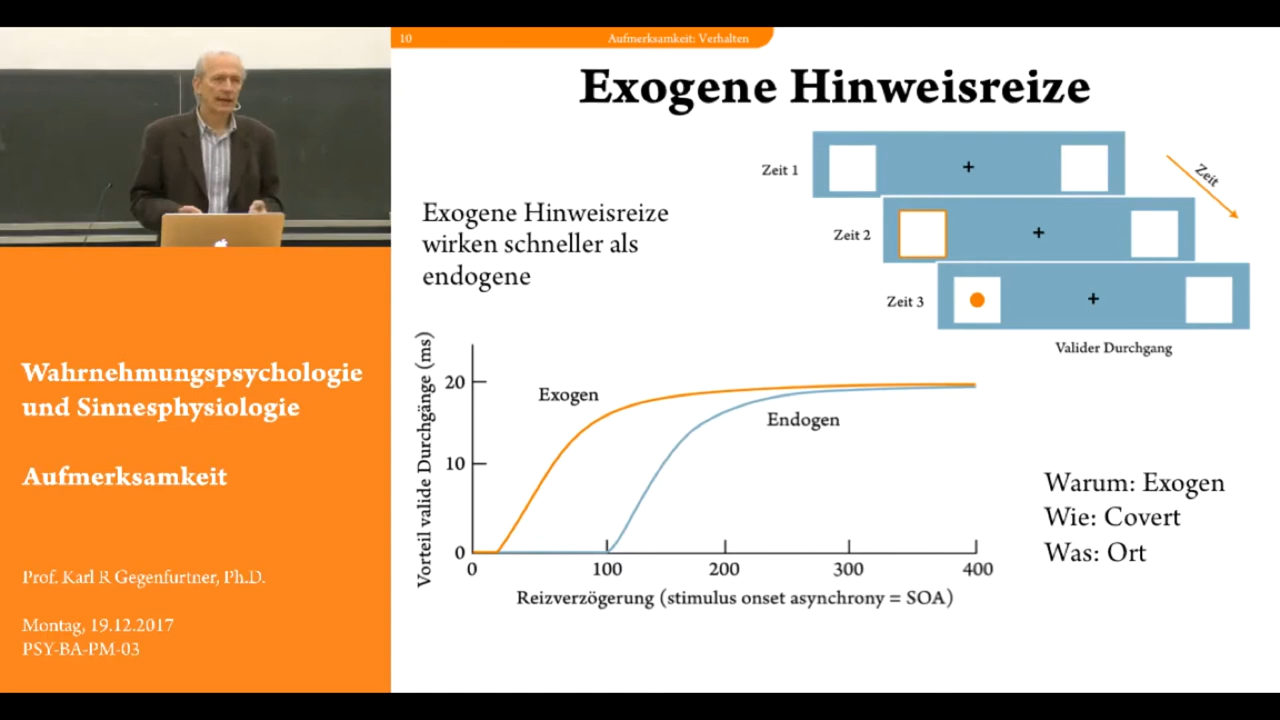 10
Aufmerksamkeit: Verhalten
Exogene Hinweisreize
Zeit 1
Zeit
Exogene Hinweisreize
wirken schneller als
endogene
Zeit 2
Zeit 3
Valider Durchgang
Vorteil valide Durchgänge (ms)
20
10
0
Exogen
Endogen
0 100 200 300 400
Reizverzögerung (stimulus onset asynchrony = SOA)
Warum: Exogen
Wie: Covert
Was: Ort
Wahrnehmungspsychologie
und Sinnesphysiologie
Aufmerksamkeit
Prof. Karl R Gegenfurtner, Ph.D.
Montag, 19.12.2017
PSY-BA-PM-03